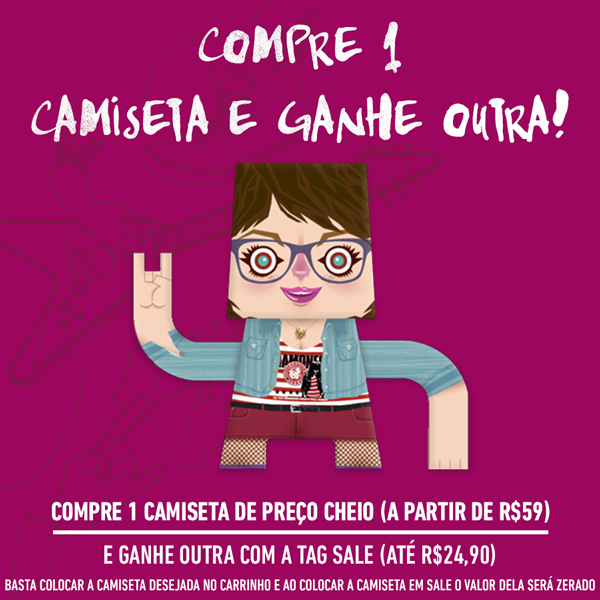 COMPRE 1
CAMISETA E GANHE OUTRA!
RAMONES
COMPRE 1 CAMISETA DE PREÇO CHEIO (A PARTIR DE R$59)
E GANHE OUTRA COM A TAG SALE (ATÉ R$24,90)
BASTA COLOCAR A CAMISETA DESEJADA NO CARRINHO E AO COLOCAR A CAMISETA EM SALE O VALOR DELA SERÁ ZERADO